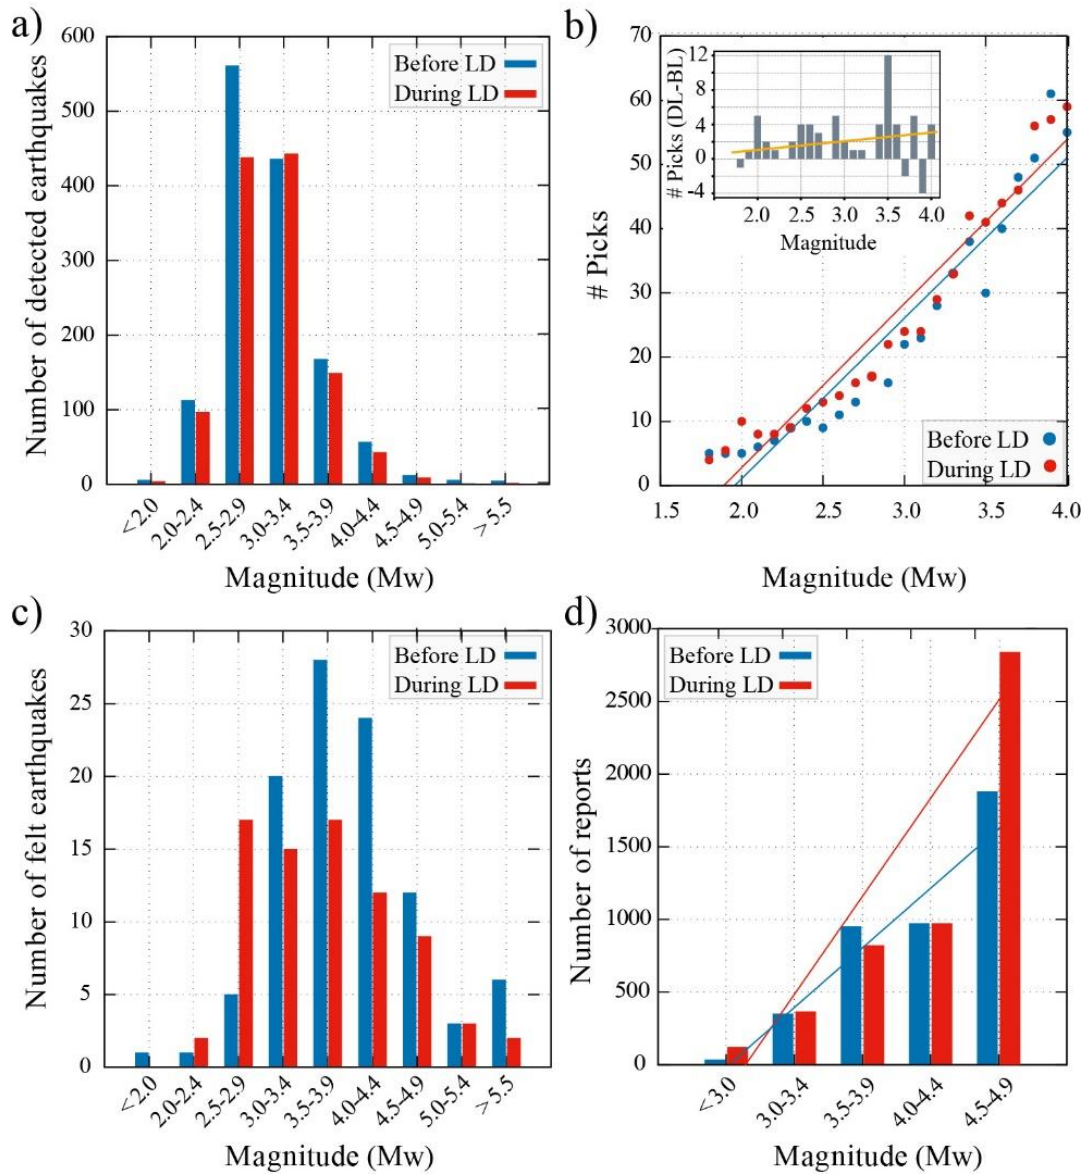 a)
600
500
400
300
200
100
0
Number of detected earthquakes
Before LD
During LD
<2.0
2.0-2.4
2.5-2.9
3.0-3.4
3.5-3.9
4.0-4.4
4.5-4.9
5.0-5.4
>5.5
Magnitude (Mw)
b)
70
60
50
40
30
20
10
0
# Picks
12
8
4
0
-4
# Picks (DL-BL)
2.0 2.5 2.9 3.5 4.0
Magnitude
Before LD
During LD
1.5 2.0 2.5 3.0 3.5 4.0
Magnitude (Mw)
c)
30
25
20
15
10
5
0
Number of felt earthquakes
Before LD
During LD
<2.0
2.0-2.4
2.5-2.9
3.0-3.4
3.5-3.9
4.0-4.4
4.5-4.9
5.0-5.4
>5.5
Magnitude (Mw)
d)
3000
2500
2000
1500
1000
500
0
Number of reports
Before LD
During LD
<3.0
3.0-3.4
3.5-3.9
4.0-4.4
4.5-4.9
Magnitude (Mw)